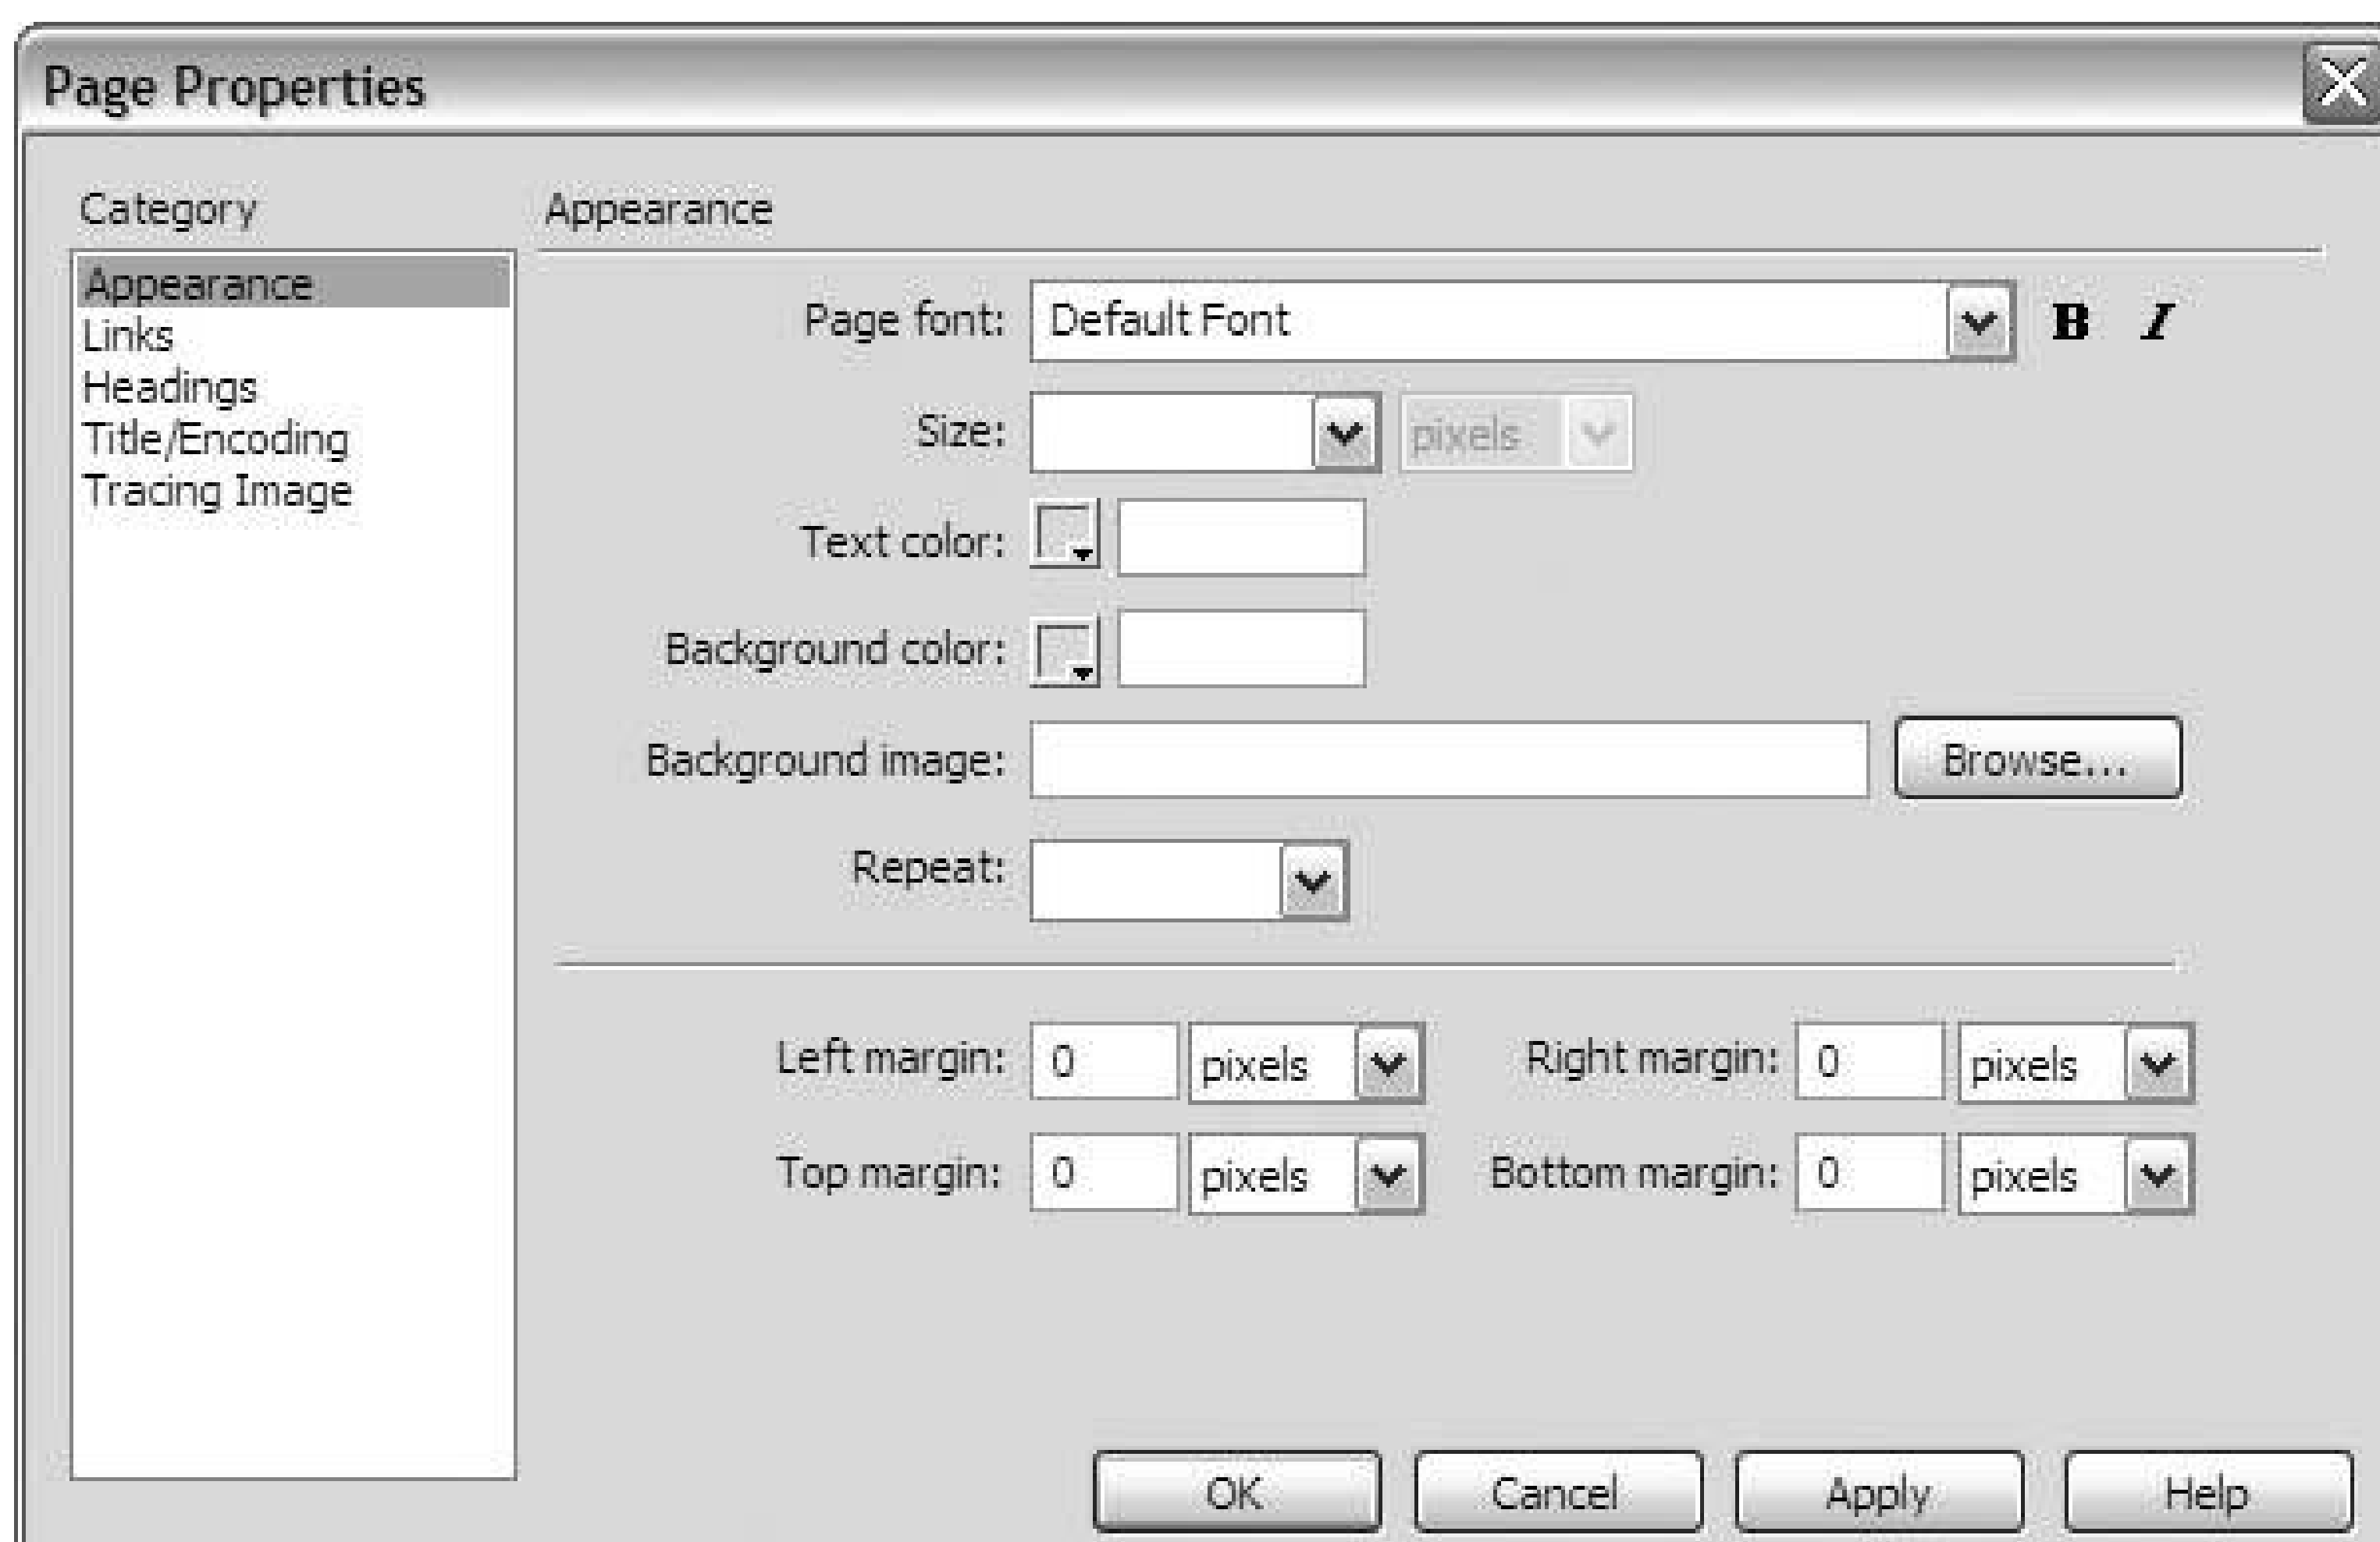 Page Properties
Category
Appearance
Links
Headings
Title/Encoding
Tracing Image
Appearance
Page font: Default Font B I
Size: pixels
Text color:
Background color:
Background image: Browse...
Repeat:
Left margin: 0 pixels Right margin: 0 pixels
Top margin: 0 pixels Bottom margin: 0 pixels
OK Cancel Apply Help